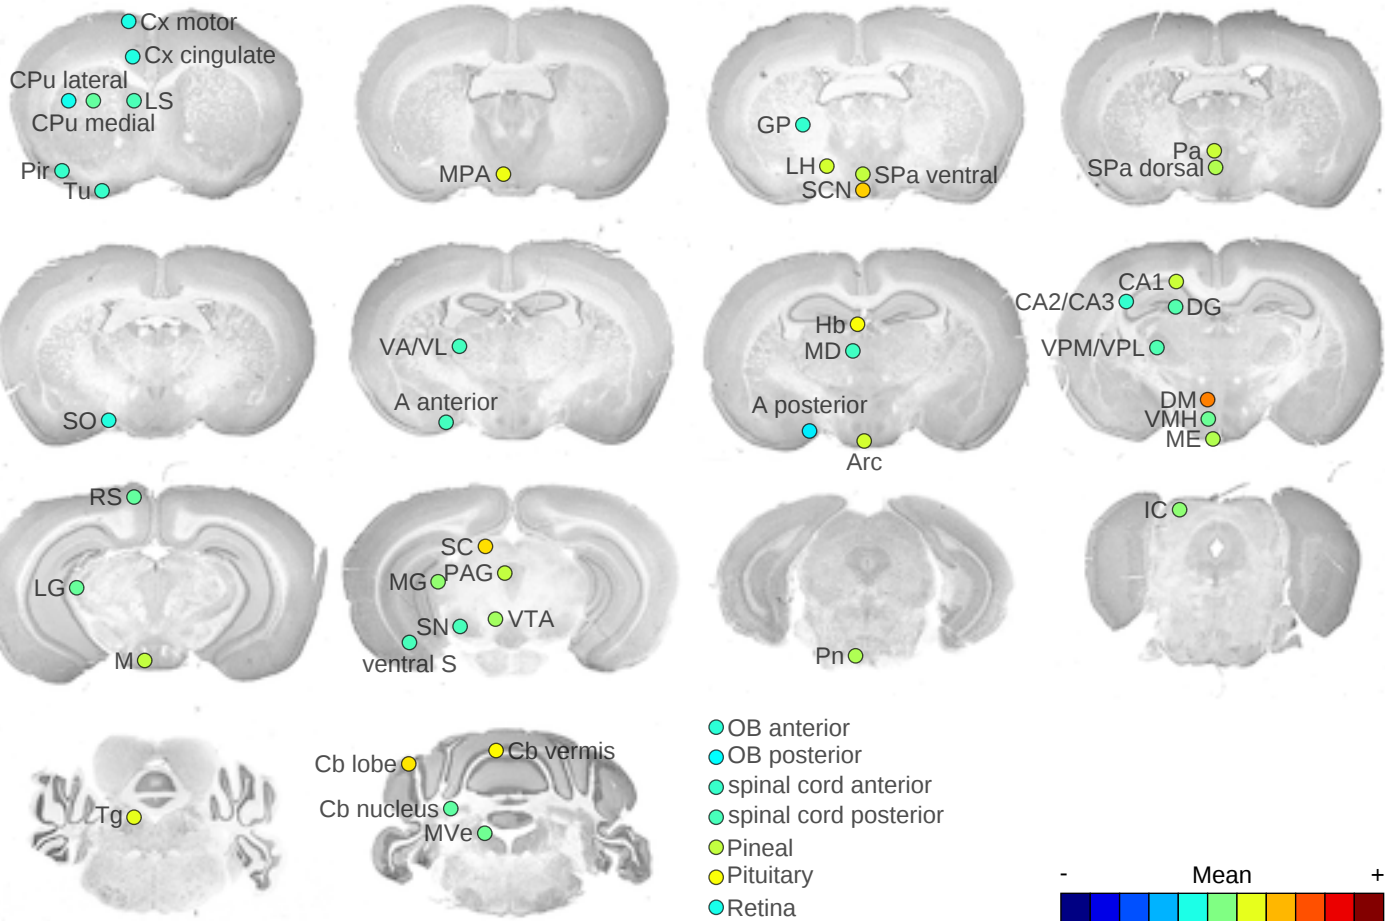 Cx motor
Cx cingulate
CPu lateral
LS
CPu medial
Pir
Tu
MPA
GP
LH
SPa ventral
SCN
Pa
SPa dorsal
SO
VA/VL
A anterior
Hb
MD
A posterior
Arc
CA1
CA2/CA3
DG
VPM/VPL
DM
VMH
ME
RS
LG
M
SC
PAG
MG
VTA
SN
ventral S
Pn
IC
Tg
Cb lobe
Cb vermis
Cb nucleus
MVe
OB anterior
OB posterior
spinal cord anterior
spinal cord posterior
Pineal
Pituitary
Retina
- Mean +